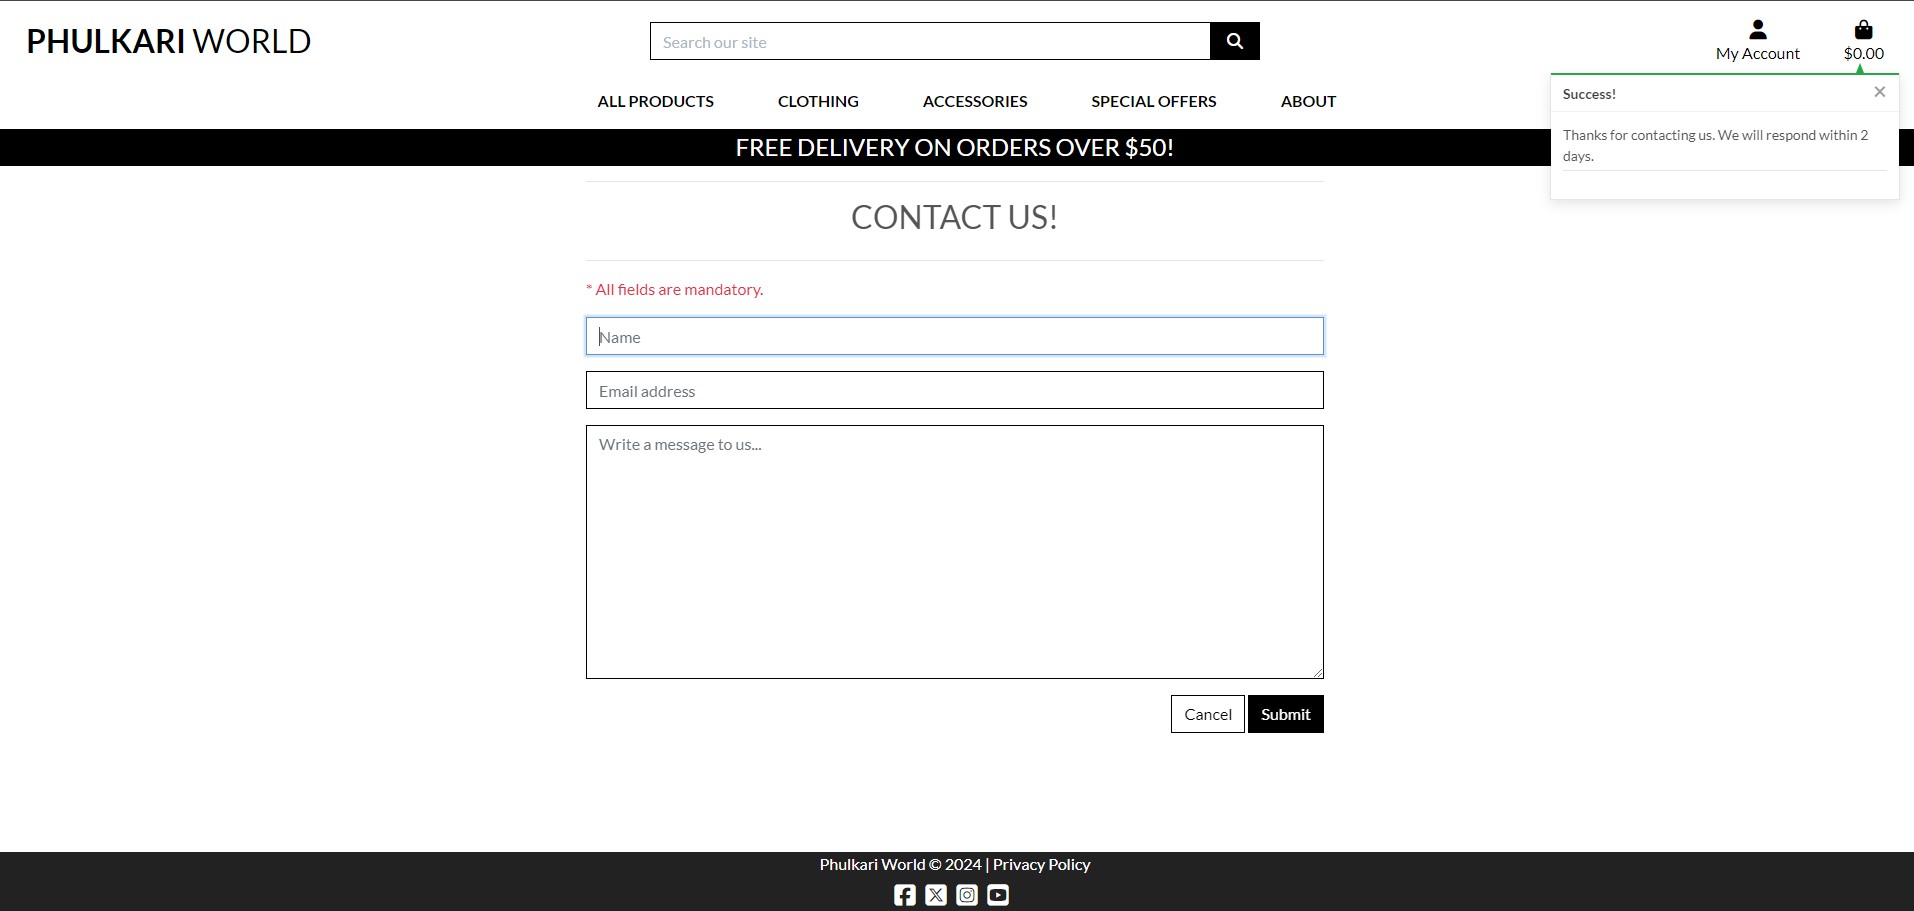 PHULKARI WORLD
Search our site
My Account
$0.00
ALL PRODUCTS
CLOTHING
ACCESSORIES
SPECIAL OFFERS
ABOUT
Success!
×
Thanks for contacting us. We will respond within 2
days.
FREE DELIVERY ON ORDERS OVER $50!
CONTACT US!
* All fields are mandatory.
Name
Email address
Write a message to us...
Cancel
Submit
Phulkari World © 2024 | Privacy Policy